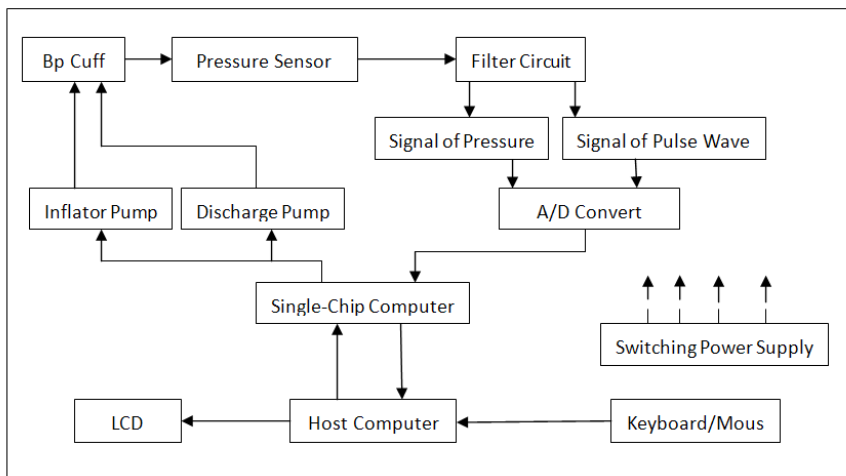 Bp Cuff
Pressure Sensor
Filter Circuit
Signal of Pressure
Signal of Pulse Wave
Inflator Pump
Discharge Pump
A/D Convert
Single-Chip Computer
Switching Power Supply
LCD
Host Computer
Keyboard/Mous